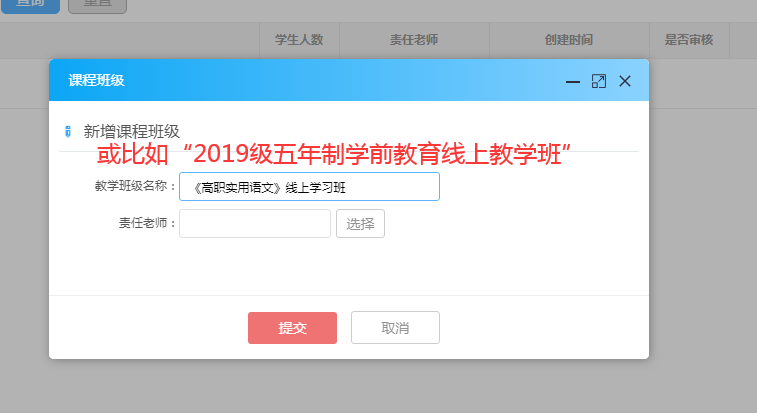 查询 重置
学生人数 责任老师 创建时间 是否审核
课程班级
新增课程班级
或比如“2019级五年制学前教育线上教学班”
教学班级名称： 《高职实用语文》线上学习班
责任老师： 选择
提交 取消